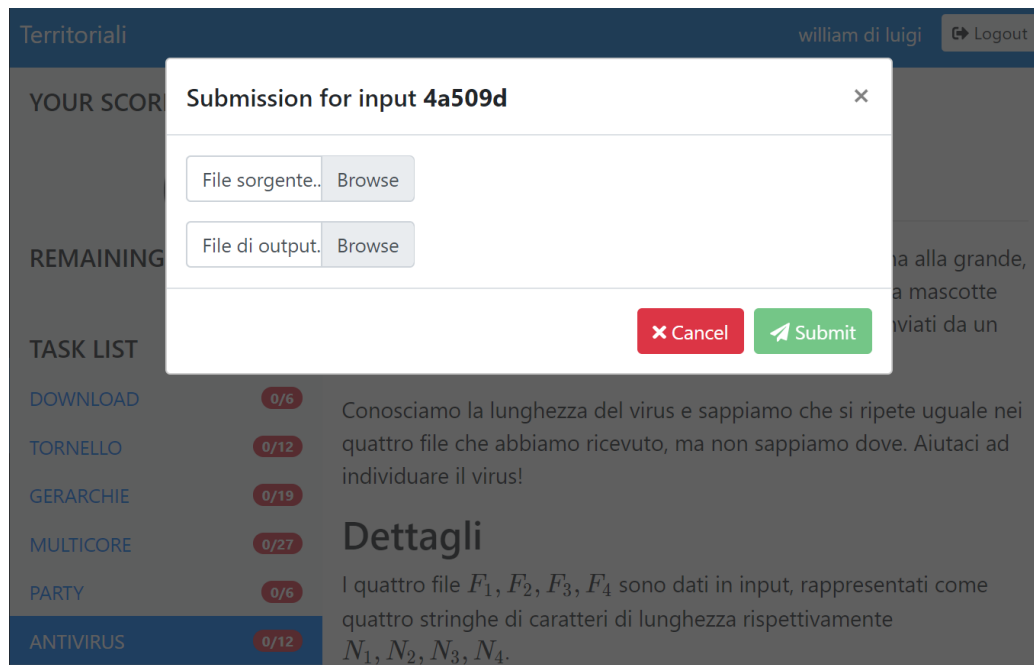 Territoriali
william di luigi
Logout
YOUR SCOR
Submission for input 4a509d
×
File sorgente..
Browse
File di output.
Browse
Cancel
Submit
REMAINING
TASK LIST
DOWNLOAD 0/6
TORNELLO 0/12
GERARCHIE 0/19
MULTICORE 0/27
PARTY 0/6
ANTIVIRUS 0/12
a alla grande,
a mascotte
nviati da un
Conosciamo la lunghezza del virus e sappiamo che si ripete uguale nei
quattro file che abbiamo ricevuto, ma non sappiamo dove. Aiutaci ad
individuare il virus!
Dettagli
I quattro file F₁, F₂, F₃, F₄ sono dati in input, rappresentati come
quattro stringhe di caratteri di lunghezza rispettivamente
N₁, N₂, N₃, N₄.